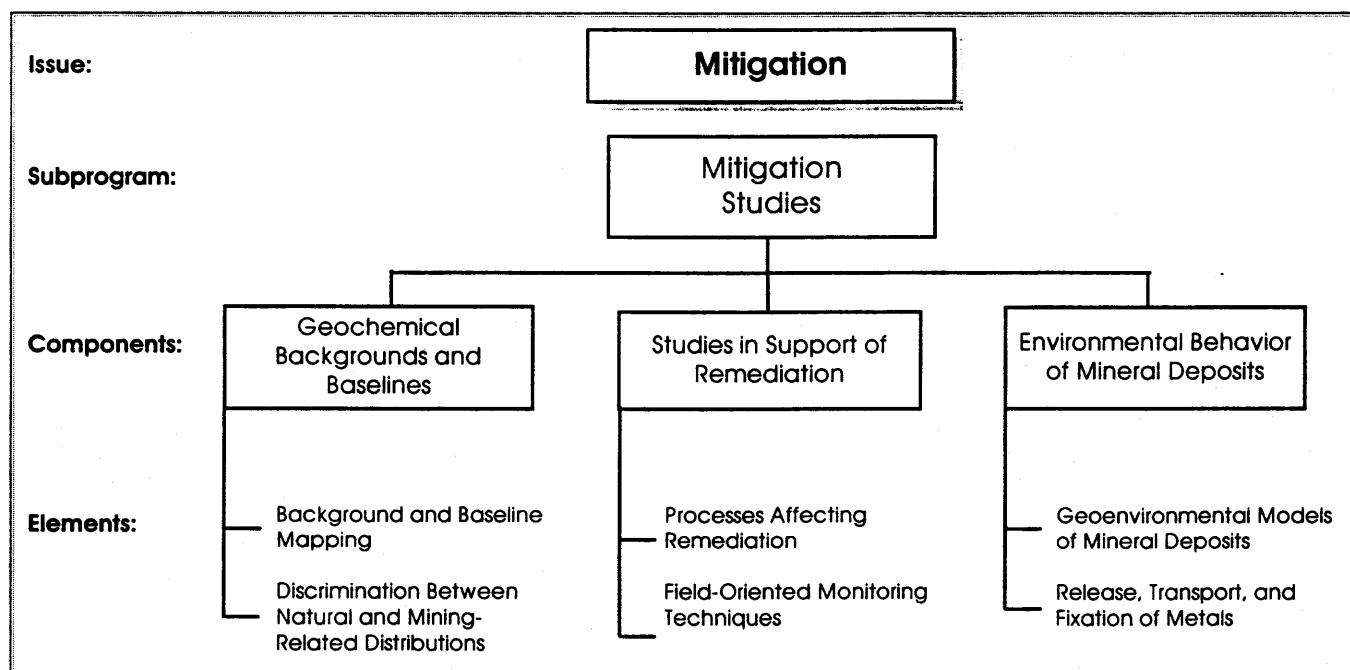 Issue:
Mitigation
Subprogram:
Mitigation
Studies
Components:
Geochemical
Backgrounds and
Baselines
Studies in Support of
Remediation
Environmental Behavior
of Mineral Deposits
Elements:
Background and Baseline
Mapping
Discrimination Between
Natural and Mining-
Related Distributions
Processes Affecting
Remediation
Field-Oriented Monitoring
Techniques
Geoenvironmental Models
of Mineral Deposits
Release, Transport, and
Fixation of Metals